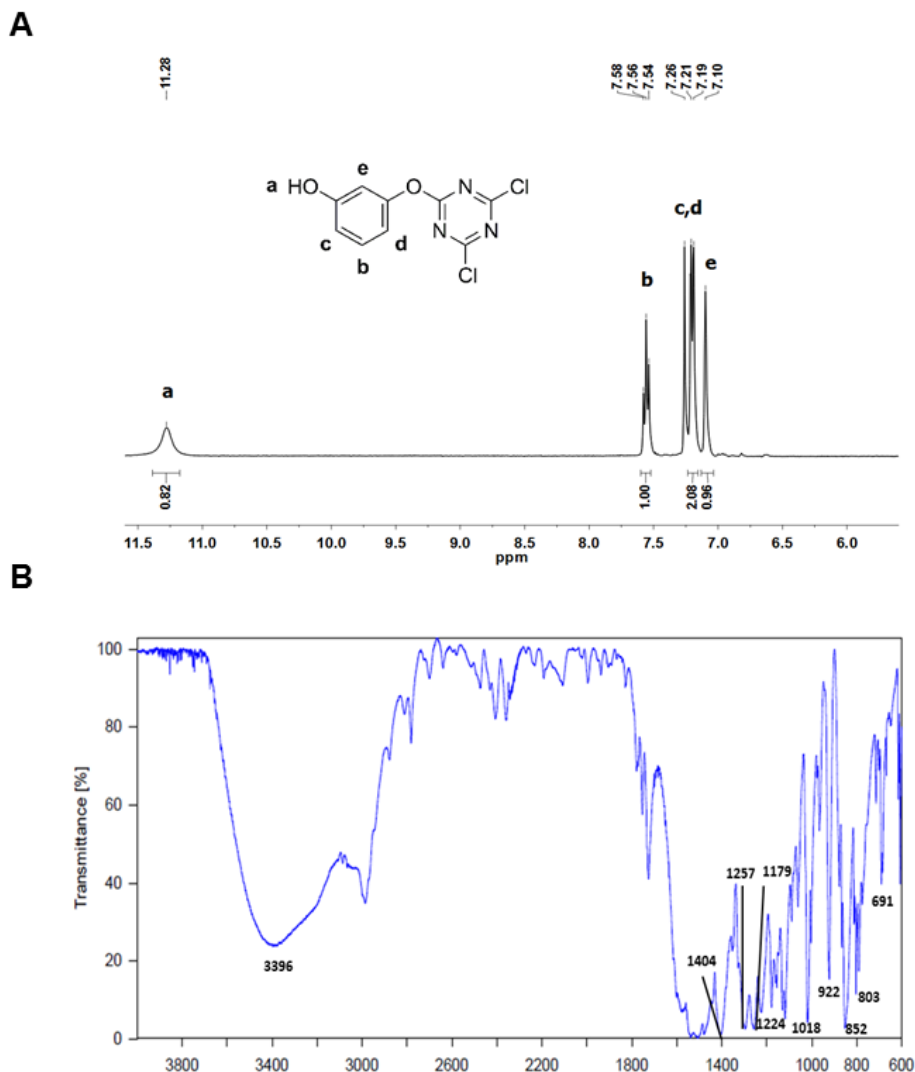 A
11.28
7.58
7.56
7.54
7.26
7.21
7.19
7.10
a HO e O N Cl
N N
c d
b Cl
c,d
b e
a
0.82 1.00 2.08 0.96
11.5 11.0 10.5 10.0 9.5 9.0 8.5 8.0 7.5 7.0 6.5 6.0
ppm
B
Transmittance [%]
100
80
60
40
20
0
1257 1179
691
1404
3396
922 803
1224 1018 852
3800 3400 3000 2600 2200 1800 1400 1200 1000 800 600